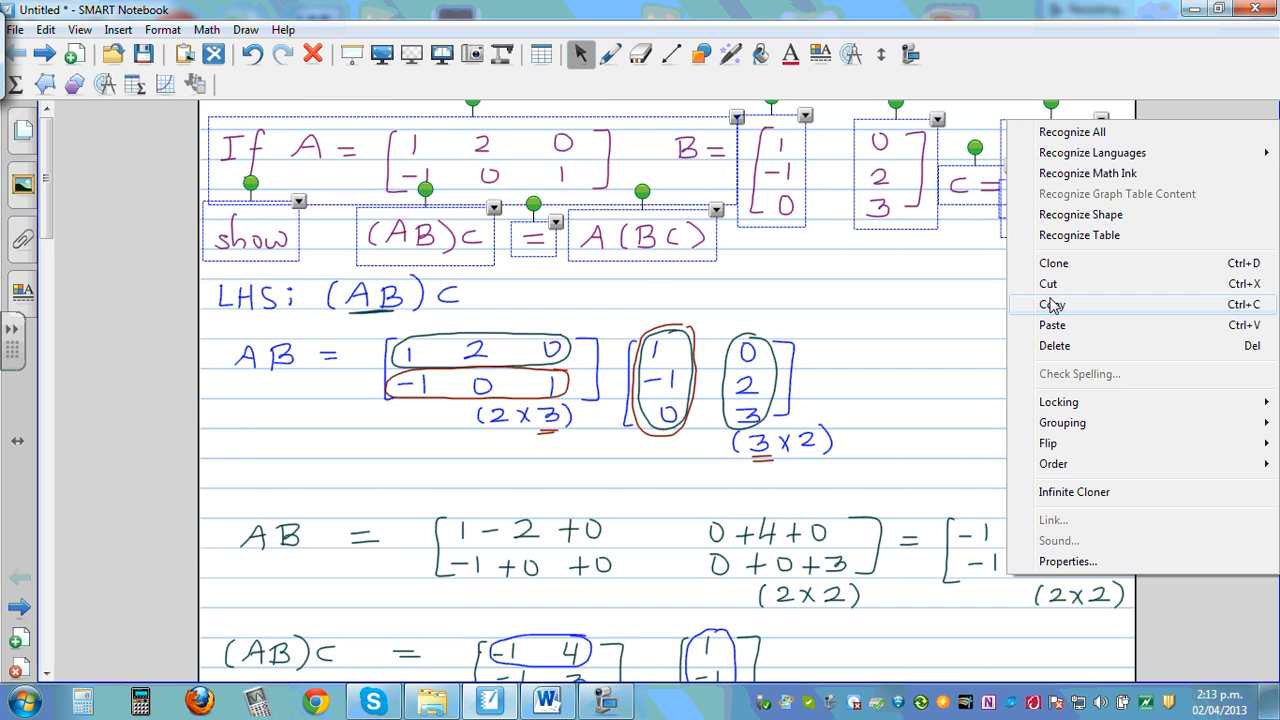 Untitled * - SMART Notebook
File Edit View Insert Format Math Draw Help
If A = [ 1 2 0 B = [ 1 0
-1 0 1 ] -1 2 C =
0 3 ]
show (AB)C = A(BC)
LHS: (AB)C
AB = [ 1 2 0 ] [ 1 0 ]
-1 0 1 -1 2
(2 × 3) 0 3
(3 × 2)
AB = [ 1 - 2 + 0 0 + 4 + 0 ] = [ -1
-1 + 0 + 0 0 + 0 + 3 -1
(2 × 2) (2 × 2)
(AB)C = [ -1 4 ] [ 1 ]
-1 3 -1
Recognize All
Recognize Languages
Recognize Math Ink
Recognize Graph Table Content
Recognize Shape
Recognize Table
Clone Ctrl+D
Cut Ctrl+X
Copy Ctrl+C
Paste Ctrl+V
Delete Del
Check Spelling...
Locking
Grouping
Flip
Order
Infinite Cloner
Link...
Sound...
Properties...
2:13 p.m.
02/04/2013